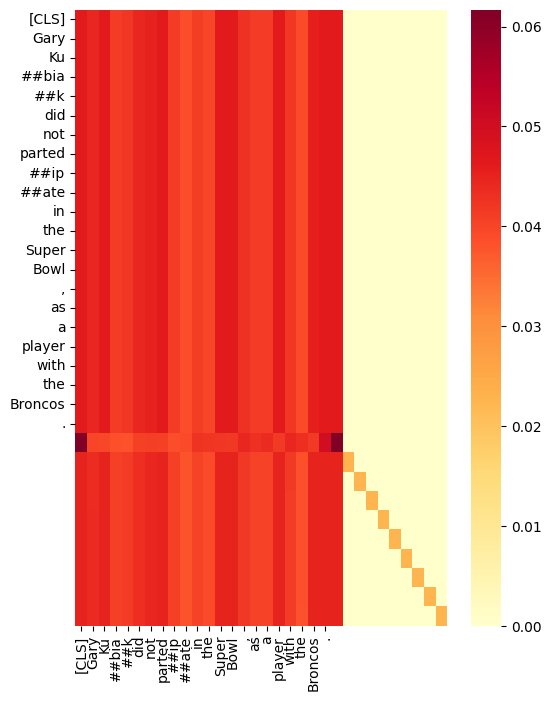 [CLS]
Gary
Ku
##bia
##k
did
not
parted
##ip
##ate
in
the
Super
Bowl
,
as
a
player
with
the
Broncos
.
0.06
0.05
0.04
0.03
0.02
0.01
0.00
[CLS]
Gary
Ku
##bia
##k
did
not
parted
##ip
##ate
in
the
Super
Bowl
,
as
a
player
with
the
Broncos
.